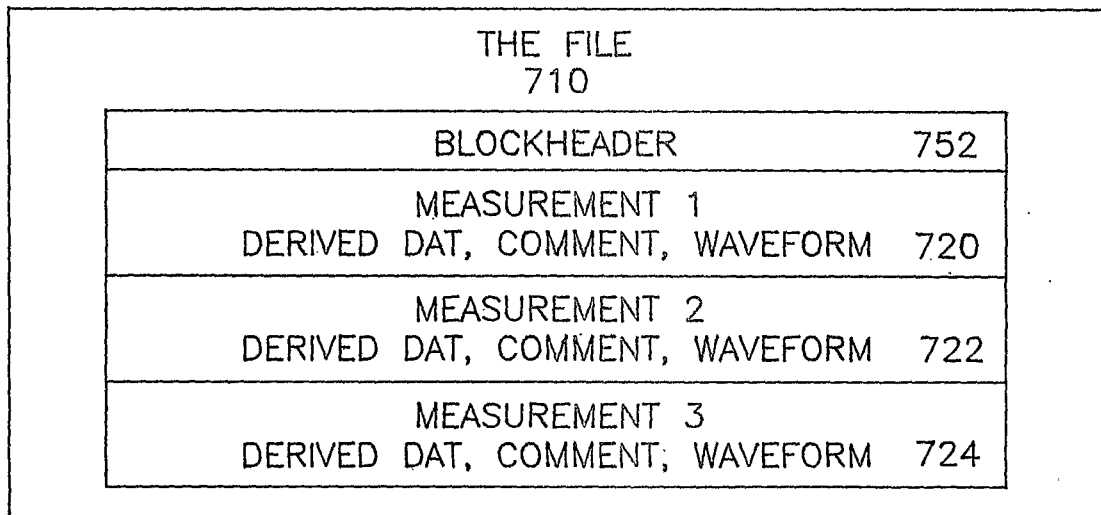 THE FILE
710
BLOCKHEADER 752
MEASUREMENT 1
DERIVED DAT, COMMENT, WAVEFORM 720
MEASUREMENT 2
DERIVED DAT, COMMENT, WAVEFORM 722
MEASUREMENT 3
DERIVED DAT, COMMENT, WAVEFORM 724